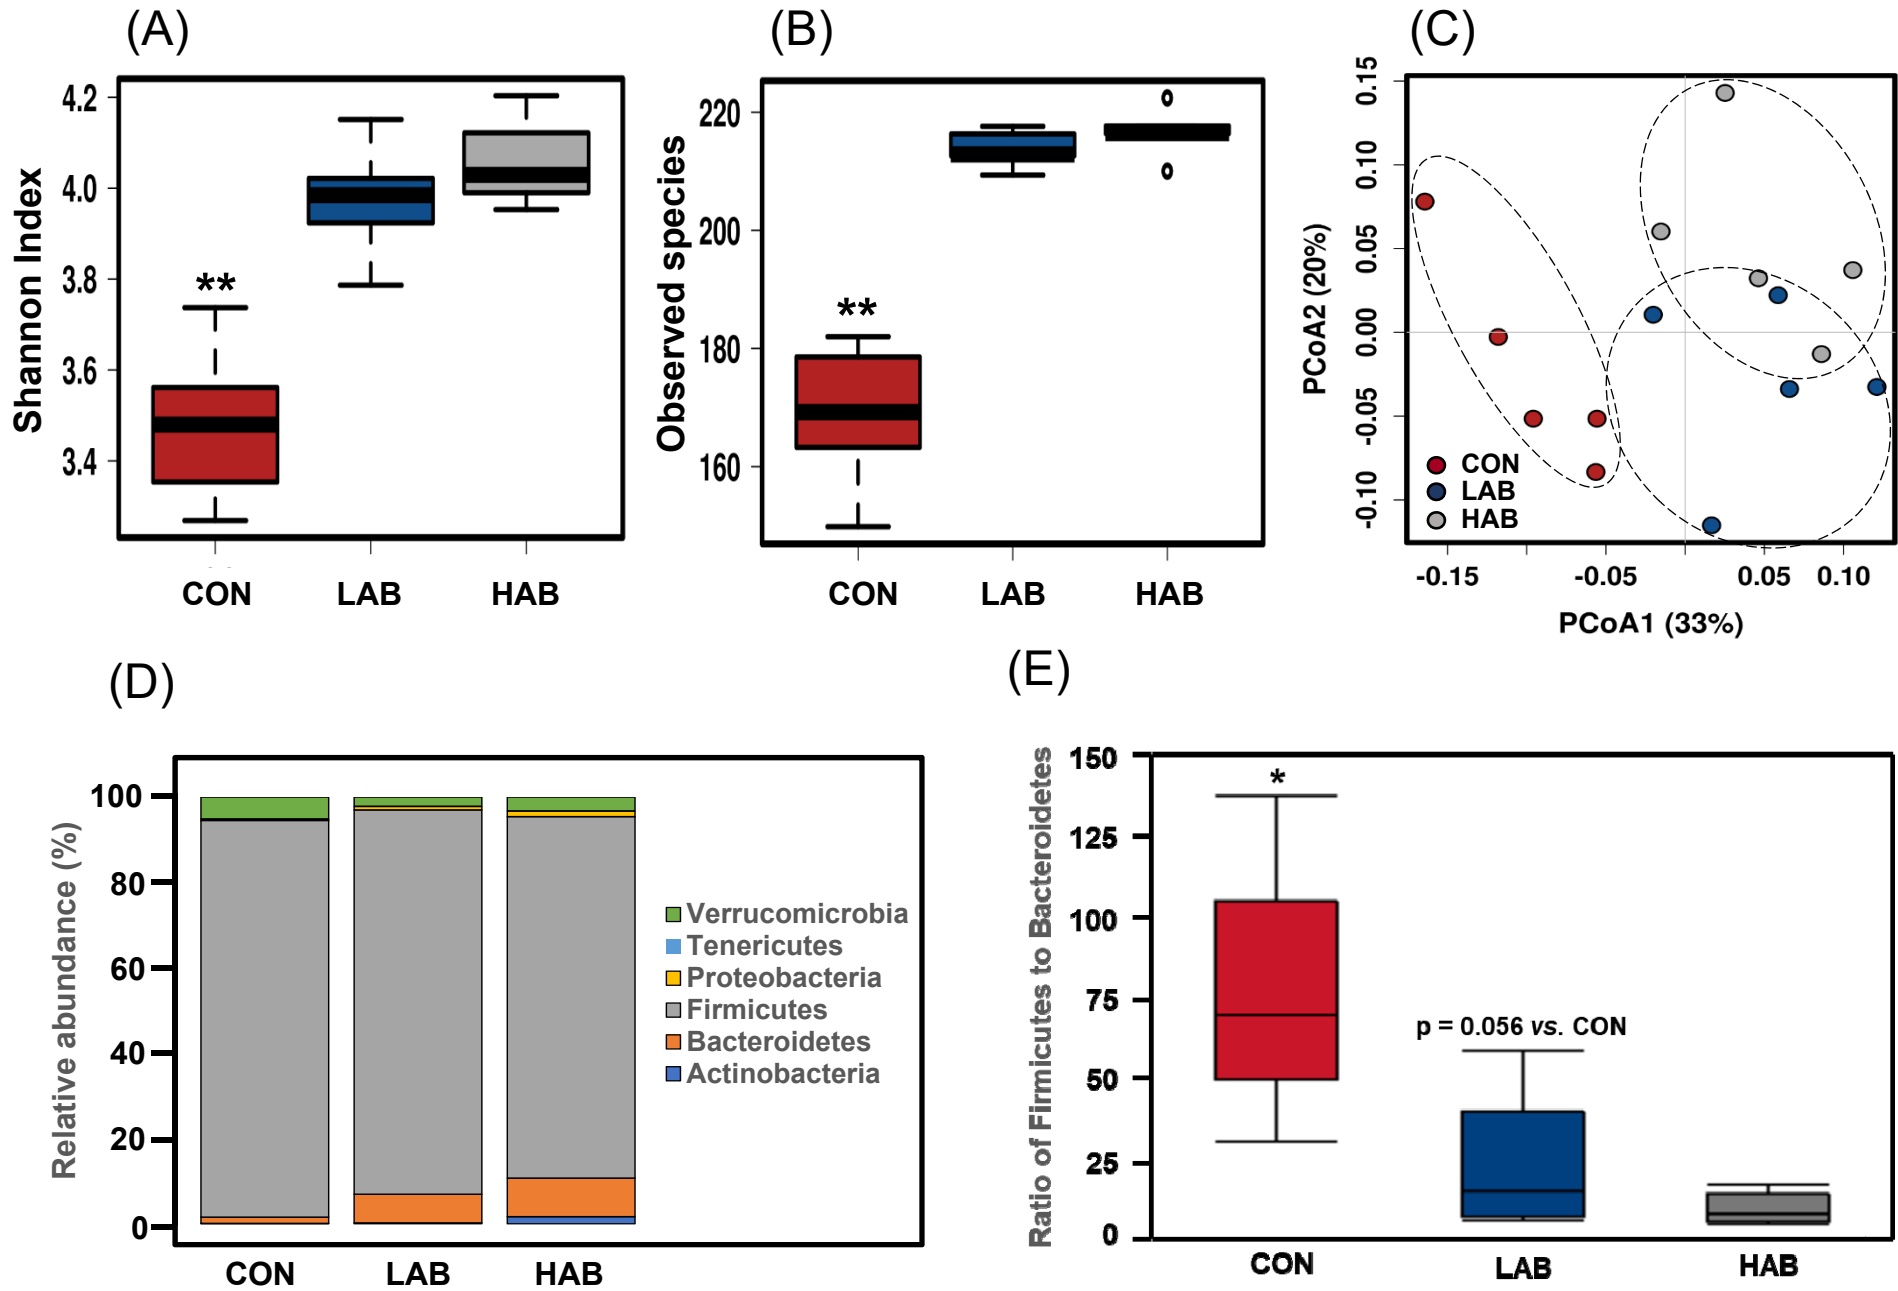 (A)
Shannon Index
4.2
4.0
3.8
3.6
3.4
**
CON
LAB
HAB
(B)
Observed species
220
200
180
160
**
CON
LAB
HAB
(C)
PCoA2 (20%)
0.15
0.10
0.05
0.00
-0.05
-0.10
CON
LAB
HAB
-0.15
-0.05
0.05
0.10
PCoA1 (33%)
(D)
Relative abundance (%)
100
80
60
40
20
0
CON
LAB
HAB
Verrucomicrobia
Tenericutes
Proteobacteria
Firmicutes
Bacteroidetes
Actinobacteria
(E)
Ratio of Firmicutes to Bacteroidetes
150
125
100
75
50
25
0
*
p = 0.056 vs. CON
CON
LAB
HAB